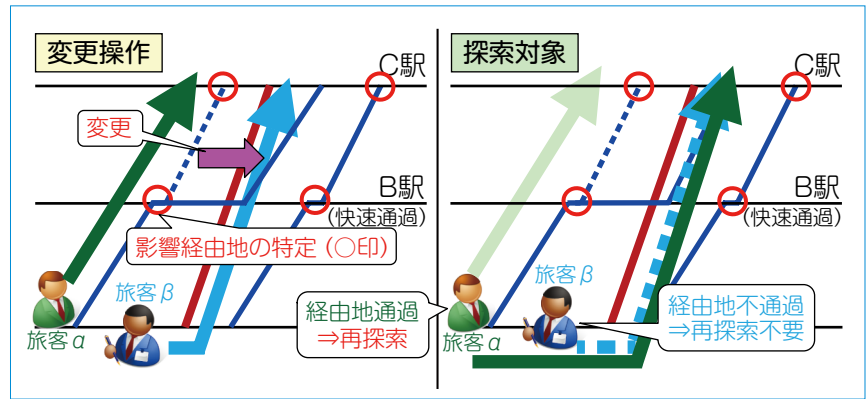 変更操作
C駅
変更
B駅
(快速通過)
影響経由地の特定(○印)
旅客β
旅客α
探索対象
C駅
B駅
(快速通過)
経由地通過
⇒再探索
旅客β
経由地不通過
⇒再探索不要
旅客α